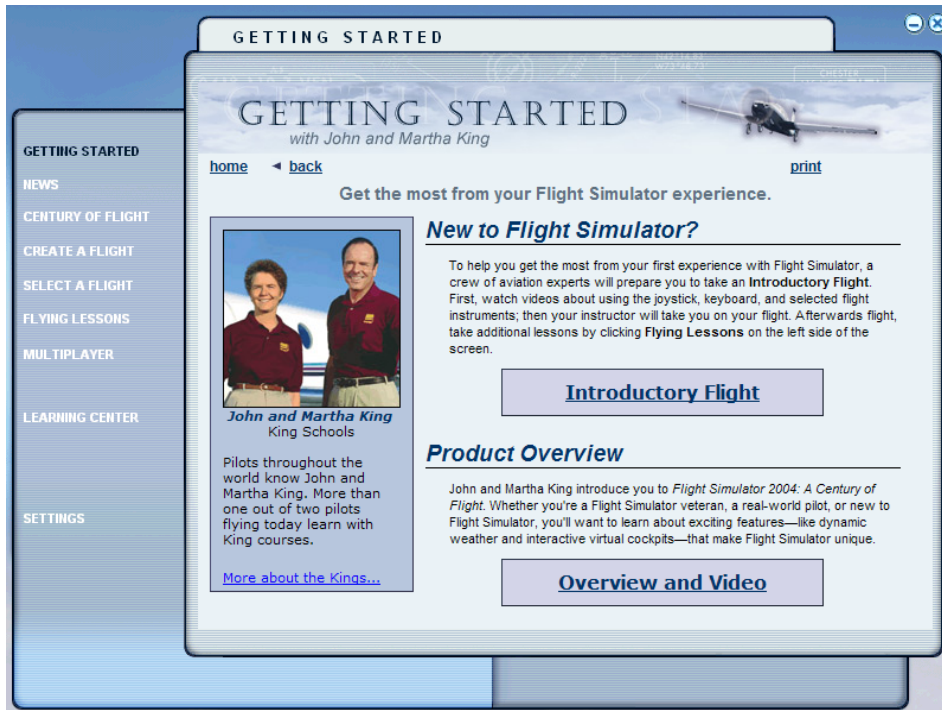 GETTING STARTED
GETTING STARTED
with John and Martha King
home
back
print
Get the most from your Flight Simulator experience.
GETTING STARTED
NEWS
CENTURY OF FLIGHT
CREATE A FLIGHT
SELECT A FLIGHT
FLYING LESSONS
MULTIPLAYER
LEARNING CENTER
SETTINGS
John and Martha King
King Schools
Pilots throughout the
world know John and
Martha King. More than
one out of two pilots
flying today learn with
King courses.
More about the Kings...
New to Flight Simulator?
To help you get the most from your first experience with Flight Simulator, a
crew of aviation experts will prepare you to take an Introductory Flight.
First, watch videos about using the joystick, keyboard, and selected flight
instruments; then your instructor will take you on your flight. Afterwards flight,
take additional lessons by clicking Flying Lessons on the left side of the
screen.
Introductory Flight
Product Overview
John and Martha King introduce you to Flight Simulator 2004: A Century of
Flight. Whether you're a Flight Simulator veteran, a real-world pilot, or new to
Flight Simulator, you'll want to learn about exciting features—like dynamic
weather and interactive virtual cockpits—that make Flight Simulator unique.
Overview and Video